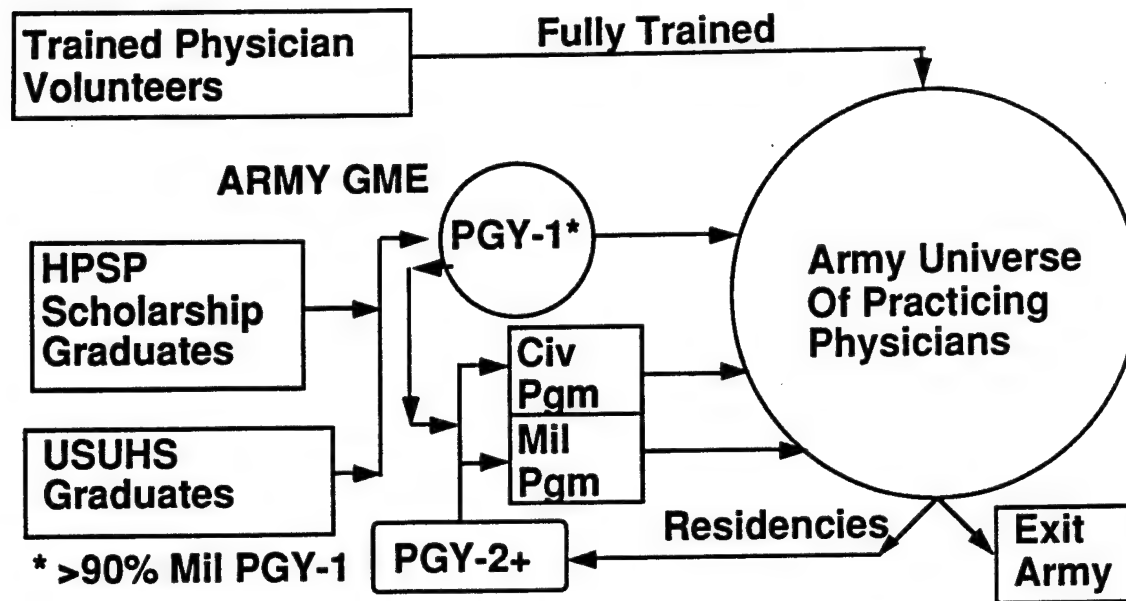 Trained Physician
Volunteers
Fully Trained
ARMY GME
PGY-1*
HPSP
Scholarship
Graduates
Army Universe
Of Practicing
Physicians
Civ
Pgm
Mil
Pgm
USUHS
Graduates
Residencies
PGY-2+
Exit
Army
* >90% Mil PGY-1